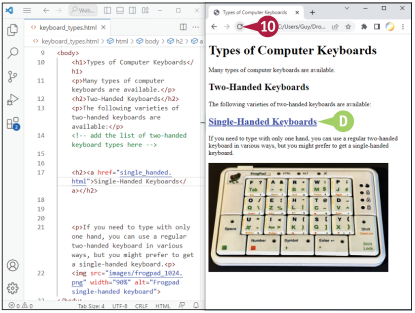 keyboard_types.html
keyboard_types.html > html > body > h2 > a
9 <body>
10 <h1>Types of Computer Keyboards</
h1>
11 <p>Many types of computer
keyboards are available.</p>
12 <h2>Two-Handed Keyboards</h2>
13 <p>The following varieties of
two-handed keyboards are
available:</p>
14 <!-- add the list of two-handed
keyboard types here -->
15
16
17 <h2><a href="single_handed.
html">Single-Handed Keyboards</
a></h2>
18
19
20
21 <p>If you need to type with only
one hand, you can use a regular
two-handed keyboard in various
ways, but you might prefer to get
a single-handed keyboard.<p>
22 <img src="images/frogpad_1024.
png" width="90%" alt="Frogpad
single-handed keyboard">
0 0 Tab Size: 4 UTF-8 CRLF HTML
Types of Computer Keyboards
10
C:/Users/Guy/Dro...
Types of Computer Keyboards
Many types of computer keyboards are available.
Two-Handed Keyboards
The following varieties of two-handed keyboards are available:
Single-Handed Keyboards
D
If you need to type with only one hand, you can use a regular two-handed
keyboard in various ways, but you might prefer to get a single-handed
keyboard.
FrogPad
Space
Number
Symbol
Enter
Shift